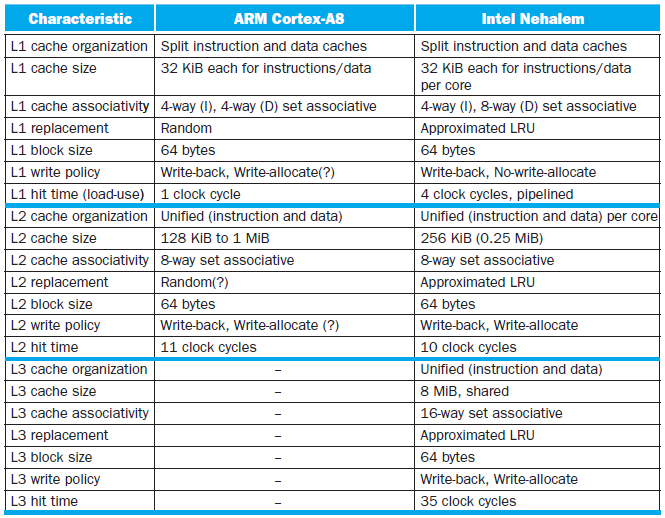 Characteristic ARM Cortex-A8 Intel Nehalem
L1 cache organization Split instruction and data caches Split instruction and data caches
L1 cache size 32 KiB each for instructions/data 32 KiB each for instructions/data
per core
L1 cache associativity 4-way (I), 4-way (D) set associative 4-way (I), 8-way (D) set associative
L1 replacement Random Approximated LRU
L1 block size 64 bytes 64 bytes
L1 write policy Write-back, Write-allocate(?) Write-back, No-write-allocate
L1 hit time (load-use) 1 clock cycle 4 clock cycles, pipelined
L2 cache organization Unified (instruction and data) Unified (instruction and data) per core
L2 cache size 128 KiB to 1 MiB 256 KiB (0.25 MiB)
L2 cache associativity 8-way set associative 8-way set associative
L2 replacement Random(?) Approximated LRU
L2 block size 64 bytes 64 bytes
L2 write policy Write-back, Write-allocate (?) Write-back, Write-allocate
L2 hit time 11 clock cycles 10 clock cycles
L3 cache organization – Unified (instruction and data)
L3 cache size – 8 MiB, shared
L3 cache associativity – 16-way set associative
L3 replacement – Approximated LRU
L3 block size – 64 bytes
L3 write policy – Write-back, Write-allocate
L3 hit time – 35 clock cycles